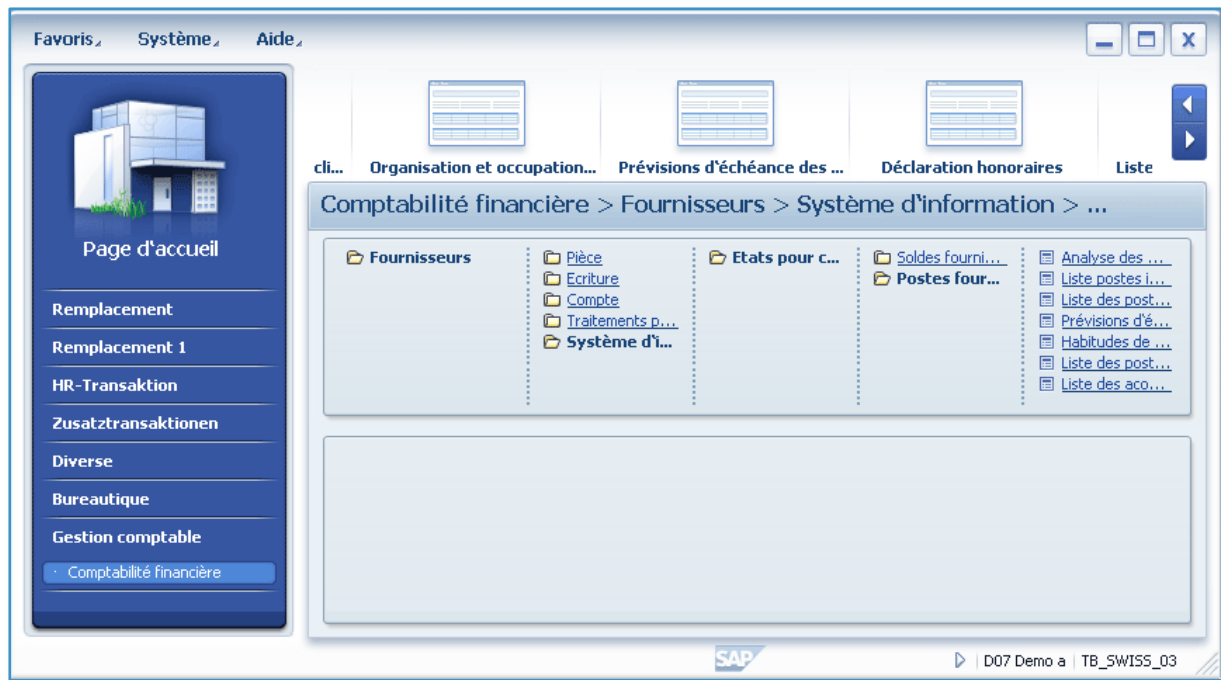 Favoris Système Aide
cli... Organisation et occupation... Prévisions d'échéance des ... Déclaration honoraires Liste
Comptabilité financière > Fournisseurs > Système d'information > ...
Page d'accueil
Remplacement
Remplacement 1
HR-Transaktion
Zusatztransaktionen
Diverse
Bureautique
Gestion comptable
· Comptabilité financière
Fournisseurs
Pièce
Ecriture
Compte
Traitements p...
Système d'i...
Etats pour c...
Soldes fourni...
Postes four...
Analyse des ...
Liste postes i...
Liste des post...
Prévisions d'é...
Habitudes de ...
Liste des post...
Liste des aco...
SAP
D07 Demo a TB_SWISS_03